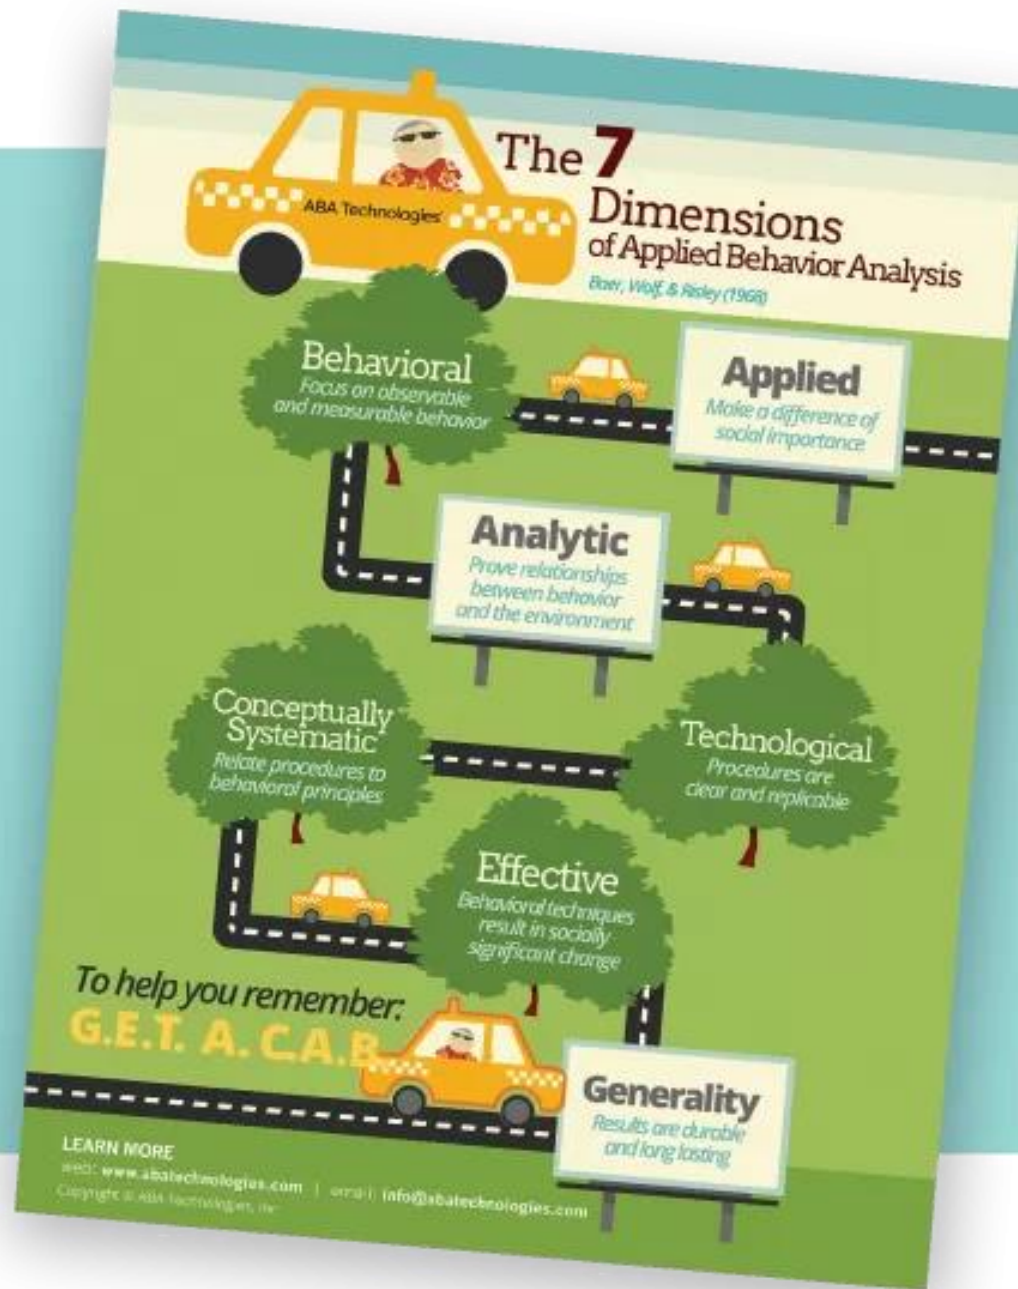 ABA Technologies
The 7
Dimensions
of Applied Behavior Analysis
Baer, Wolf, & Risley (1968)
Behavioral
Focus on observable
and measurable behavior
Applied
Make a difference of
social importance
Analytic
Prove relationships
between behavior
and the environment
Conceptually
Systematic
Relate procedures to
behavioral principles
Technological
Procedures are
clear and replicable
Effective
Behavioral techniques
result in socially
significant change
To help you remember:
G.E.T. A. C.A.B.
Generality
Results are durable
and long lasting
LEARN MORE
web: www.abatechnologies.com | email: info@abatechnologies.com
Copyright © ABA Technologies, Inc.